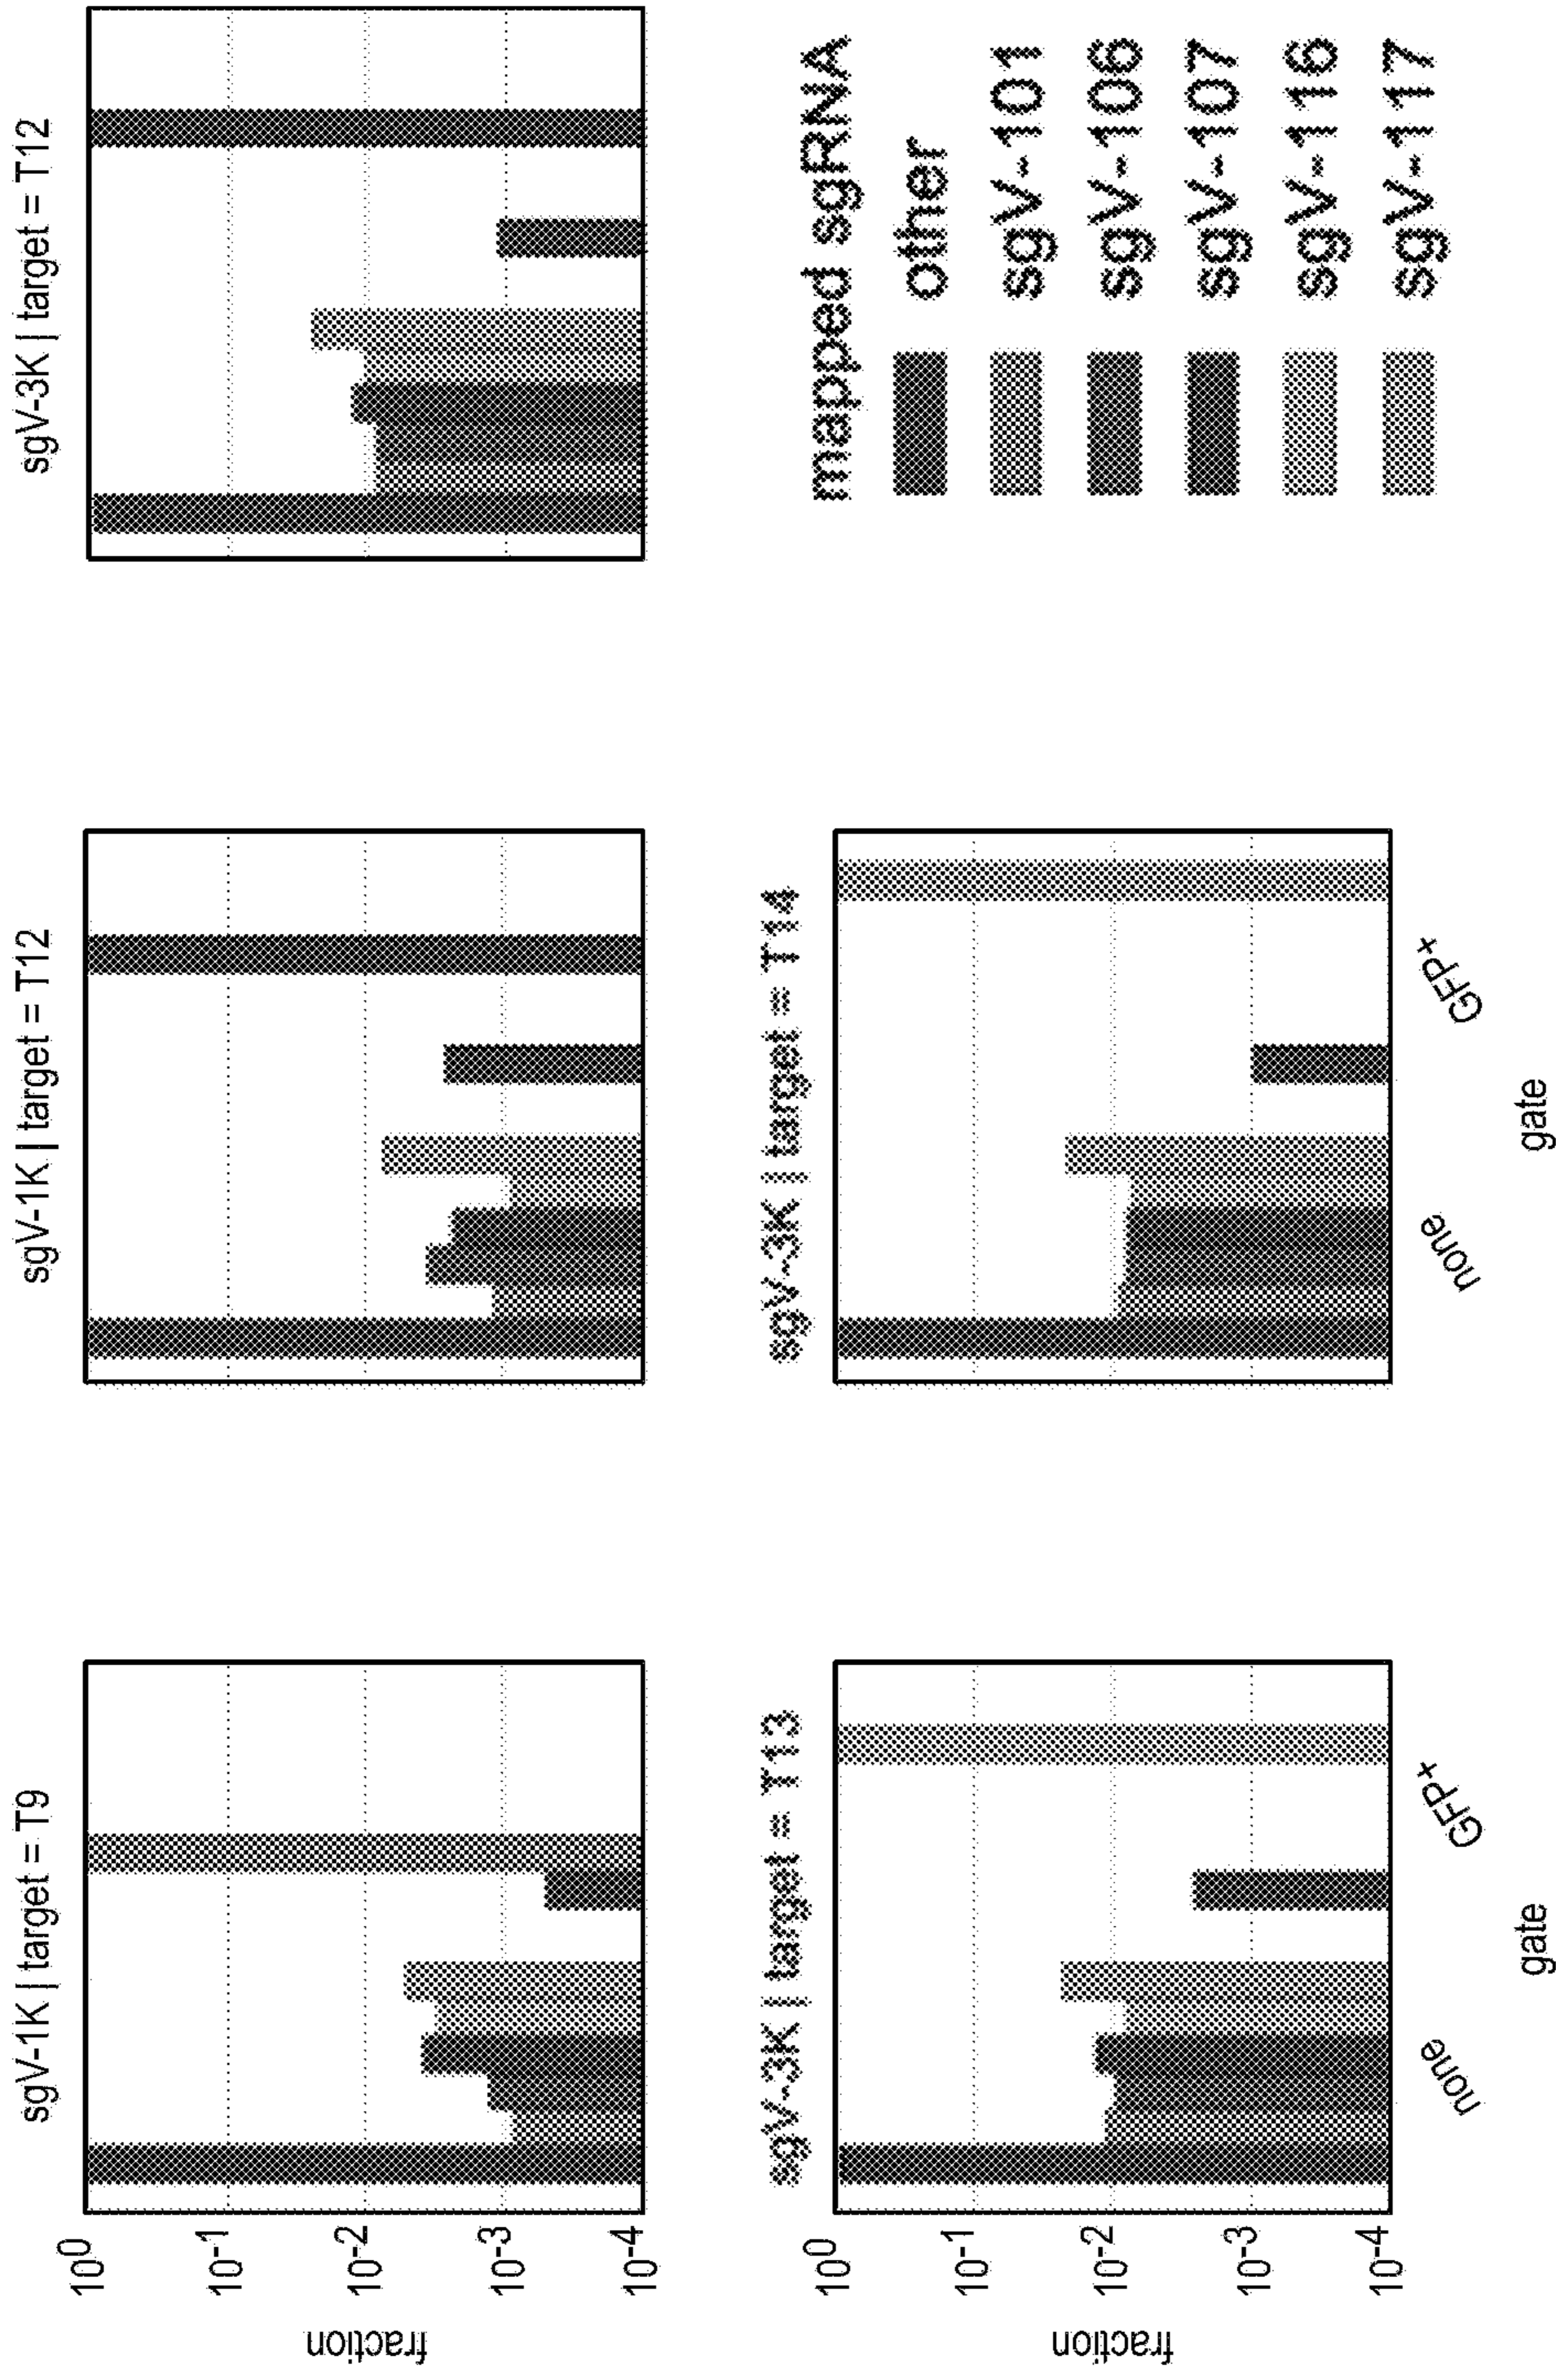 sgV-1K | target = T9
sgV-1K | target = T12
sgV-3K | target = T12
fraction
10⁰
10⁻¹
10⁻²
10⁻³
10⁻⁴
sgV-3K | target = T13
sgV-3K | target = T14
fraction
10⁰
10⁻¹
10⁻²
10⁻³
10⁻⁴
none
GFP+
gate
none
GFP+
gate
mapped sgRNA
other
sgV-101
sgV-106
sgV-107
sgV-116
sgV-117